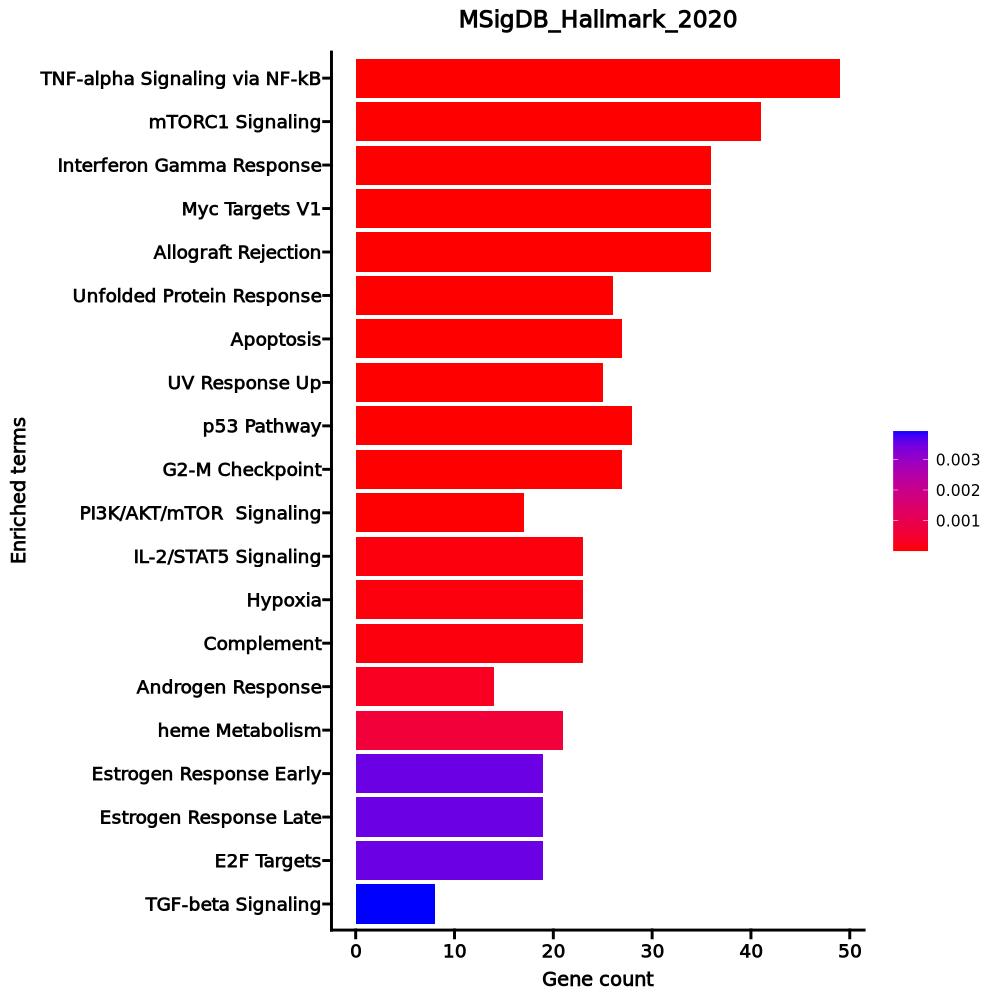 MSigDB_Hallmark_2020
TNF-alpha Signaling via NF-kB
mTORC1 Signaling
Interferon Gamma Response
Myc Targets V1
Allograft Rejection
Unfolded Protein Response
Apoptosis
UV Response Up
p53 Pathway
G2-M Checkpoint
PI3K/AKT/mTOR  Signaling
IL-2/STAT5 Signaling
Hypoxia
Complement
Androgen Response
heme Metabolism
Estrogen Response Early
Estrogen Response Late
E2F Targets
TGF-beta Signaling
Enriched terms
0 10 20 30 40 50
Gene count
0.003
0.002
0.001